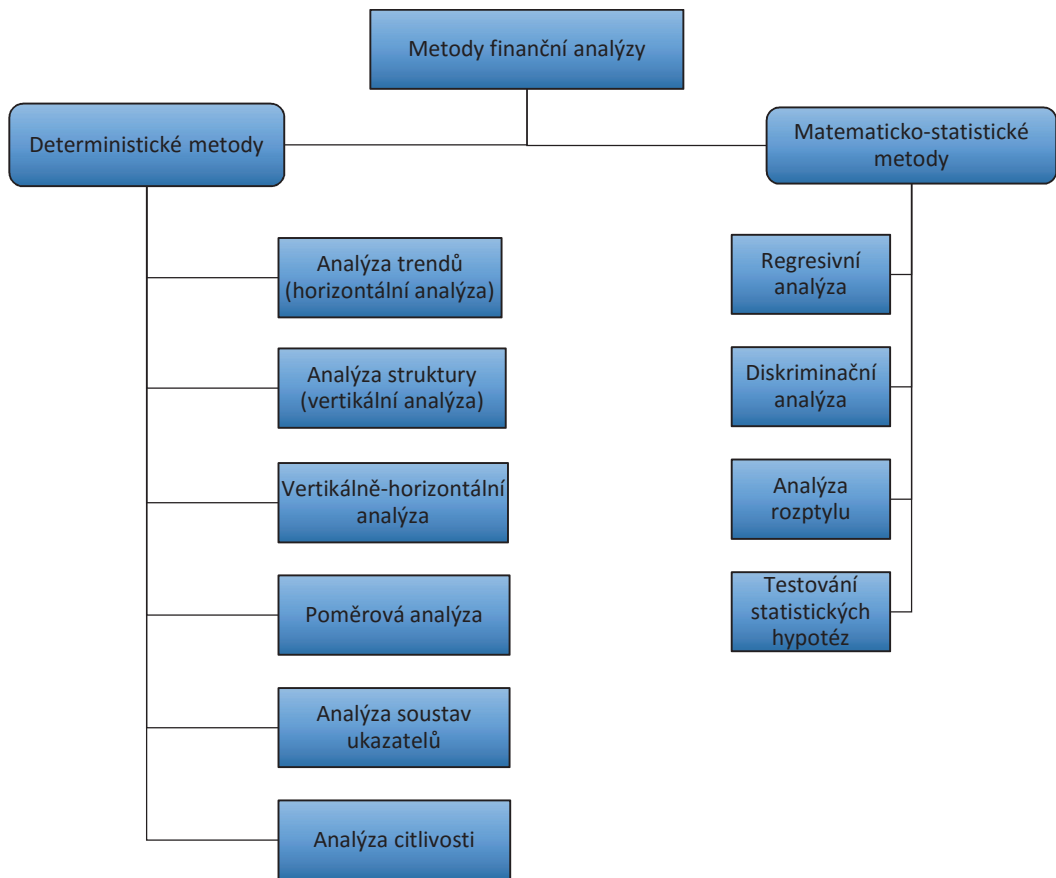 Metody finanční analýzy
Deterministické metody
Matematicko-statistické
metody
Analýza trendů
(horizontální analýza)
Analýza struktury
(vertikální analýza)
Vertikálně-horizontální
analýza
Poměrová analýza
Analýza soustav
ukazatelů
Analýza citlivosti
Regresivní
analýza
Diskriminační
analýza
Analýza
rozptylu
Testování
statistických
hypotéz